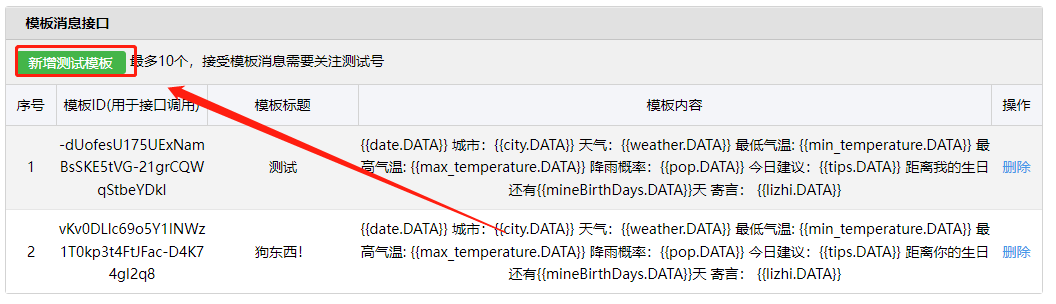 模板消息接口
新增测试模板 最多10个，接受模板消息需要关注测试号
序号 模板ID(用于接口调用) 模板标题 模板内容 操作
1 -dUofesU175UExNam
BsSKE5tVG-21grCQW
qStbeYDkI
测试
{{date.DATA}} 城市：{{city.DATA}} 天气：{{weather.DATA}} 最低气温: {{min_temperature.DATA}} 最
高气温: {{max_temperature.DATA}} 降雨概率：{{pop.DATA}} 今日建议：{{tips.DATA}} 距离我的生日
还有{{mineBirthDays.DATA}}天 寄言： {{lizhi.DATA}}
删除
2 vKv0DLIc69o5Y1INWz
1T0kp3t4FtJFac-D4K7
4gI2q8
狗东西！
{{date.DATA}} 城市：{{city.DATA}} 天气：{{weather.DATA}} 最低气温: {{min_temperature.DATA}} 最
高气温: {{max_temperature.DATA}} 降雨概率：{{pop.DATA}} 今日建议：{{tips.DATA}} 距离你的生日
还有{{mineBirthDays.DATA}}天 寄言： {{lizhi.DATA}}
删除